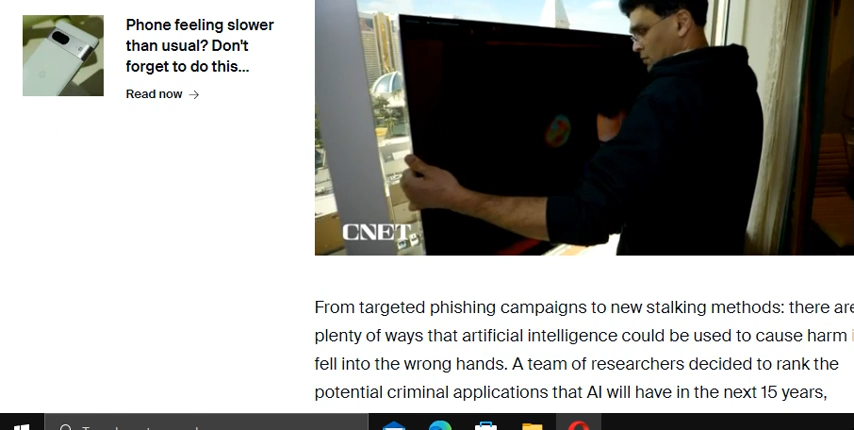 Phone feeling slower
than usual? Don't
forget to do this...
Read now →
CNET
From targeted phishing campaigns to new stalking methods: there are
plenty of ways that artificial intelligence could be used to cause harm
fell into the wrong hands. A team of researchers decided to rank the
potential criminal applications that AI will have in the next 15 years,